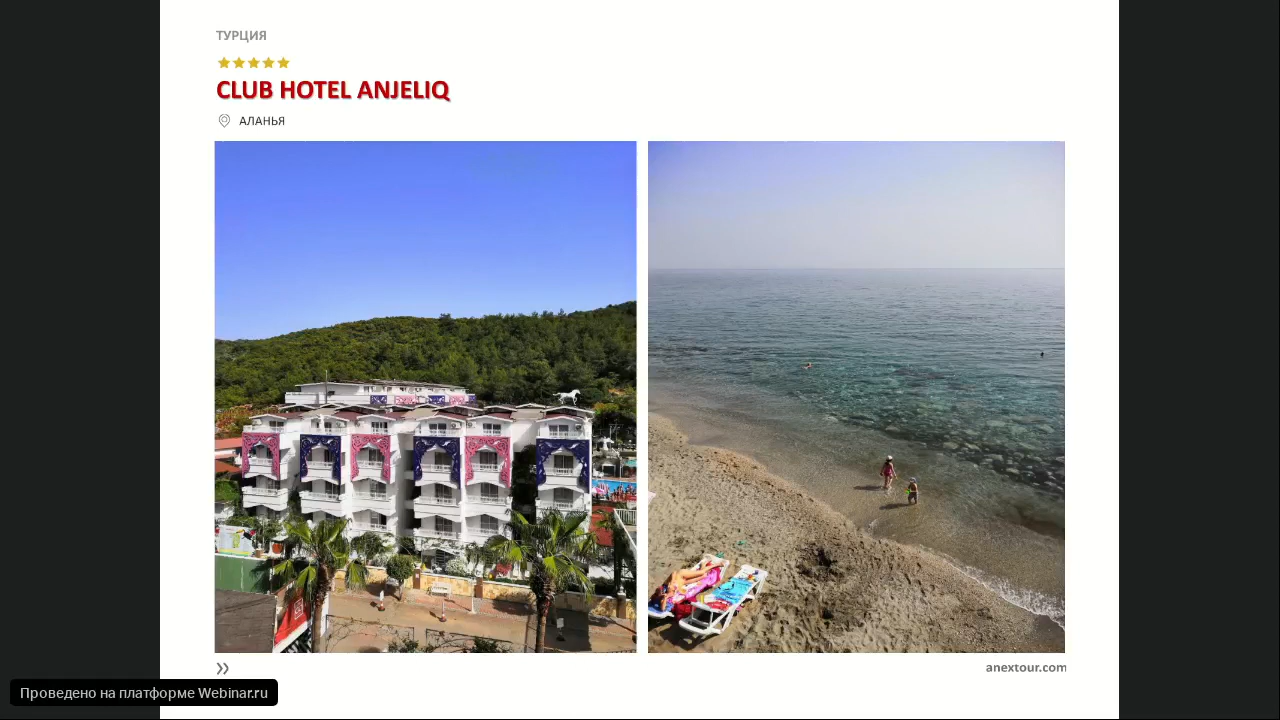 ТУРЦИЯ
CLUB HOTEL ANJELIQ
АЛАНЬЯ
anextour.com
Проведено на платформе Webinar.ru